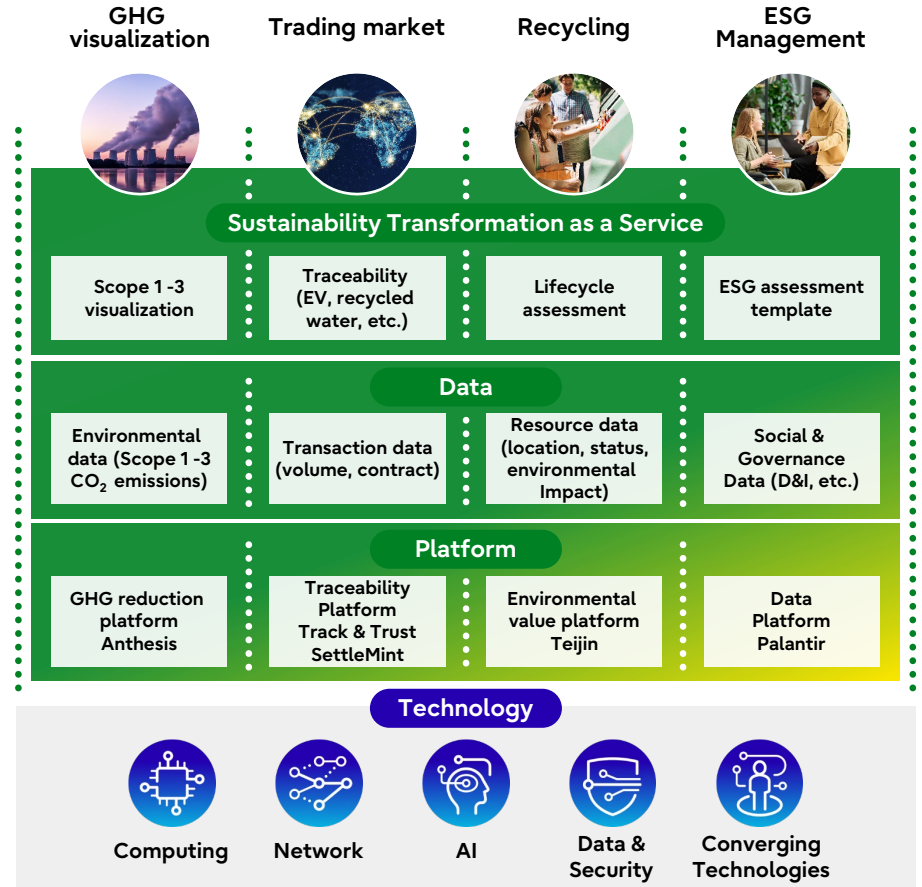 GHG
visualization
Trading market
Recycling
ESG
Management
Sustainability Transformation as a Service
Scope 1 -3
visualization
Traceability
(EV, recycled
water, etc.)
Lifecycle
assessment
ESG assessment
template
Data
Environmental
data (Scope 1 -3
CO₂ emissions)
Transaction data
(volume, contract)
Resource data
(location, status,
environmental
Impact)
Social &
Governance
Data (D&I, etc.)
Platform
GHG reduction
platform
Anthesis
Traceability
Platform
Track & Trust
SettleMint
Environmental
value platform
Teijin
Data
Platform
Palantir
Technology
Computing
Network
AI
Data &
Security
Converging
Technologies